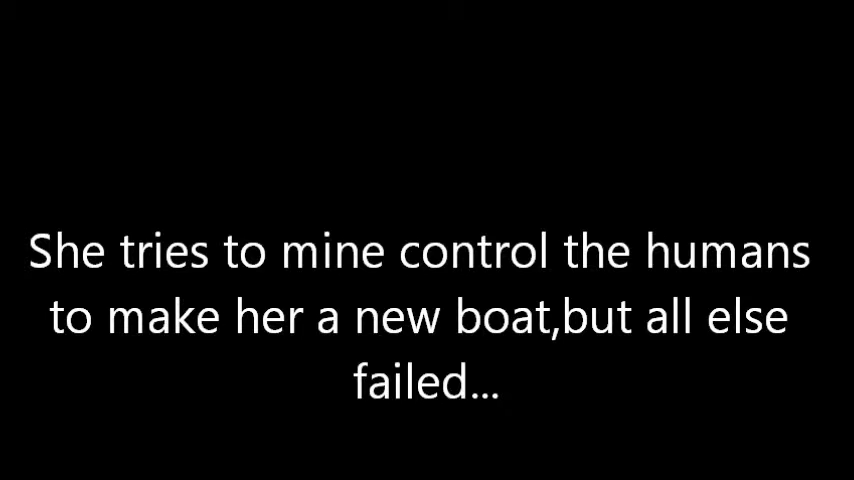 She tries to mine control the humans
to make her a new boat,but all else
failed...